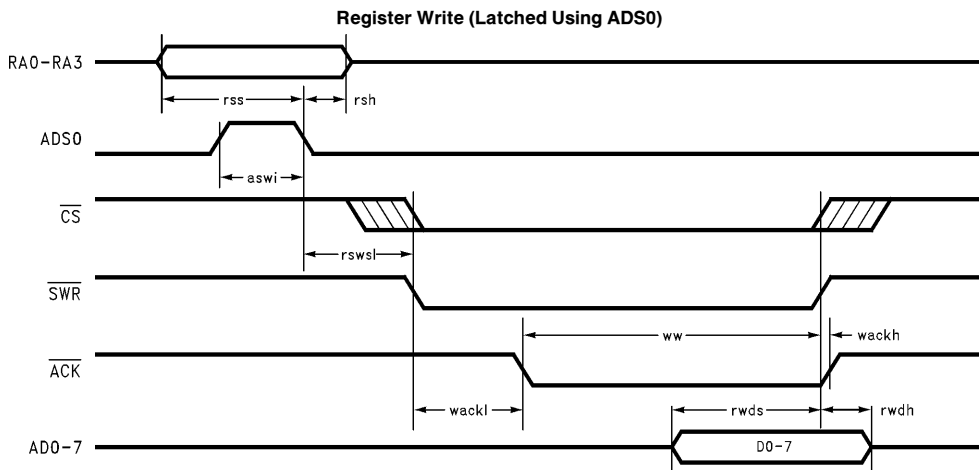 Register Write (Latched Using ADS0)
RA0-RA3
rss
rsh
ADS0
aswi
CS
rswsl
SWR
ww
wackh
ACK
wackl
rwds
rwdh
AD0-7
D0-7